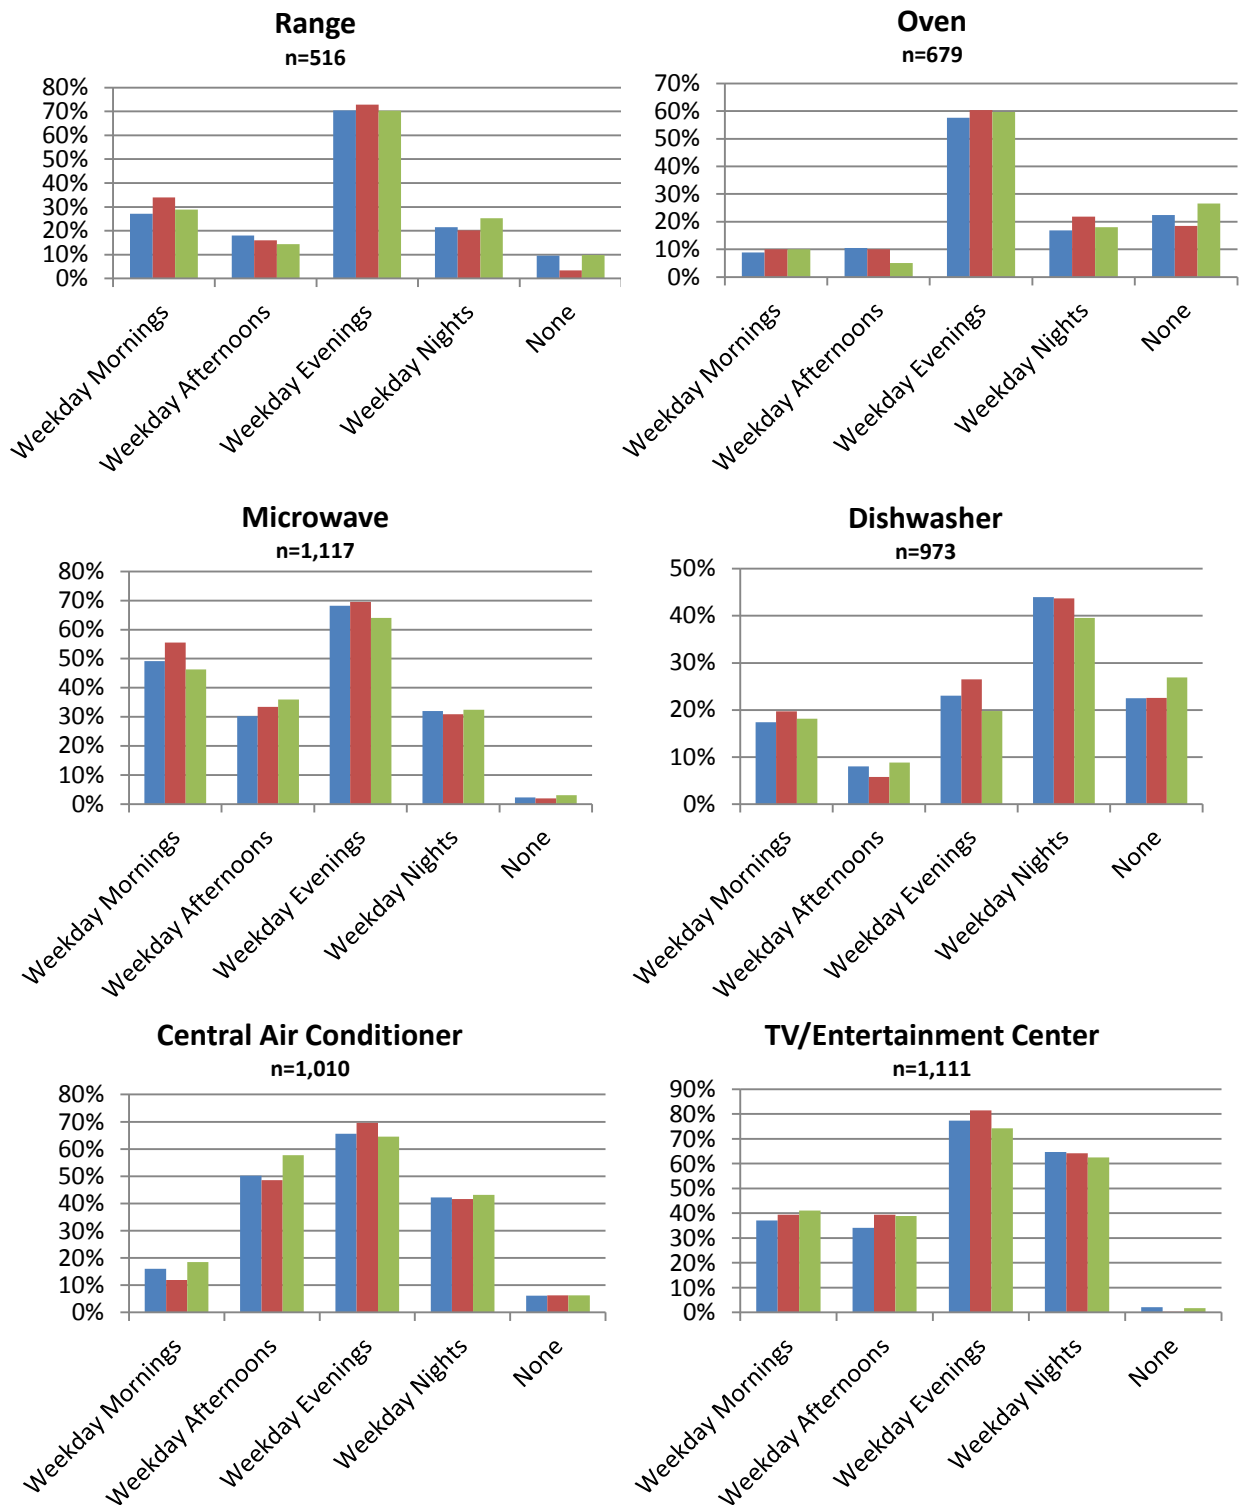 Range
n=516
80%
70%
60%
50%
40%
30%
20%
10%
0%
Weekday Mornings
Weekday Afternoons
Weekday Evenings
Weekday Nights
None
Oven
n=679
70%
60%
50%
40%
30%
20%
10%
0%
Weekday Mornings
Weekday Afternoons
Weekday Evenings
Weekday Nights
None
Microwave
n=1,117
80%
70%
60%
50%
40%
30%
20%
10%
0%
Weekday Mornings
Weekday Afternoons
Weekday Evenings
Weekday Nights
None
Dishwasher
n=973
50%
40%
30%
20%
10%
0%
Weekday Mornings
Weekday Afternoons
Weekday Evenings
Weekday Nights
None
Central Air Conditioner
n=1,010
80%
70%
60%
50%
40%
30%
20%
10%
0%
Weekday Mornings
Weekday Afternoons
Weekday Evenings
Weekday Nights
None
TV/Entertainment Center
n=1,111
90%
80%
70%
60%
50%
40%
30%
20%
10%
0%
Weekday Mornings
Weekday Afternoons
Weekday Evenings
Weekday Nights
None